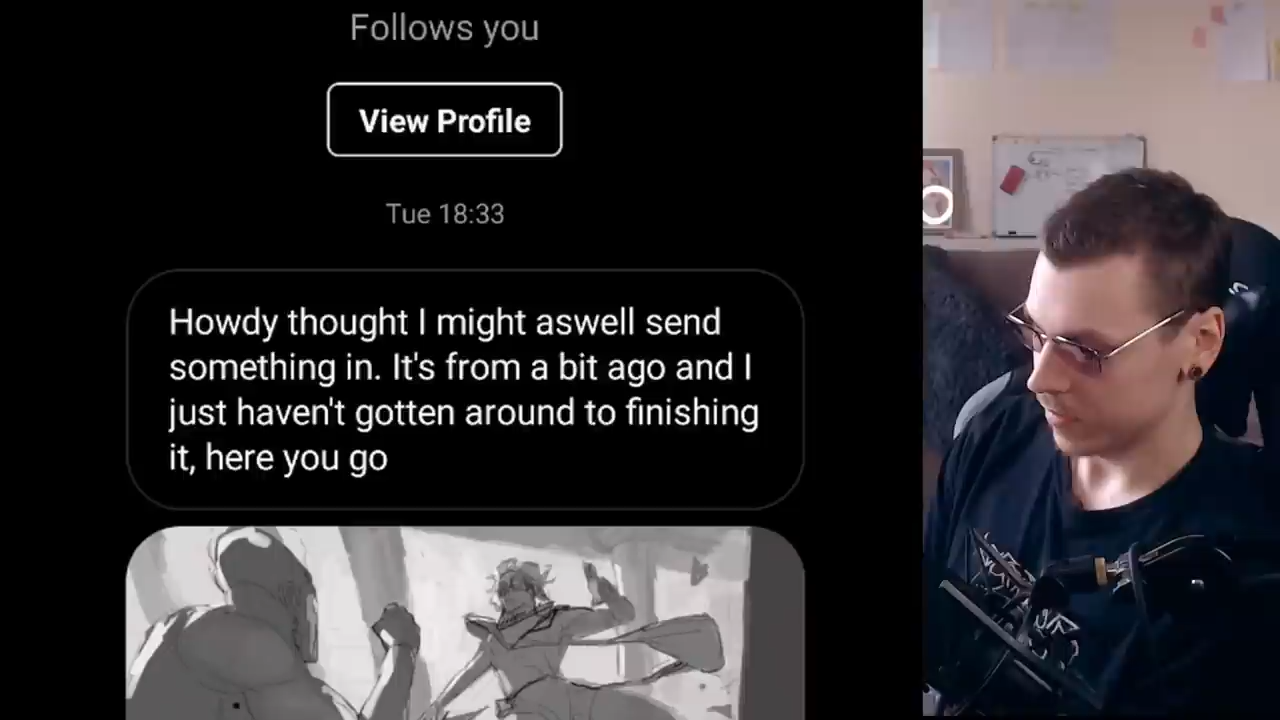 Follows you
View Profile
Tue 18:33
Howdy thought I might aswell send
something in. It's from a bit ago and I
just haven't gotten around to finishing
it, here you go